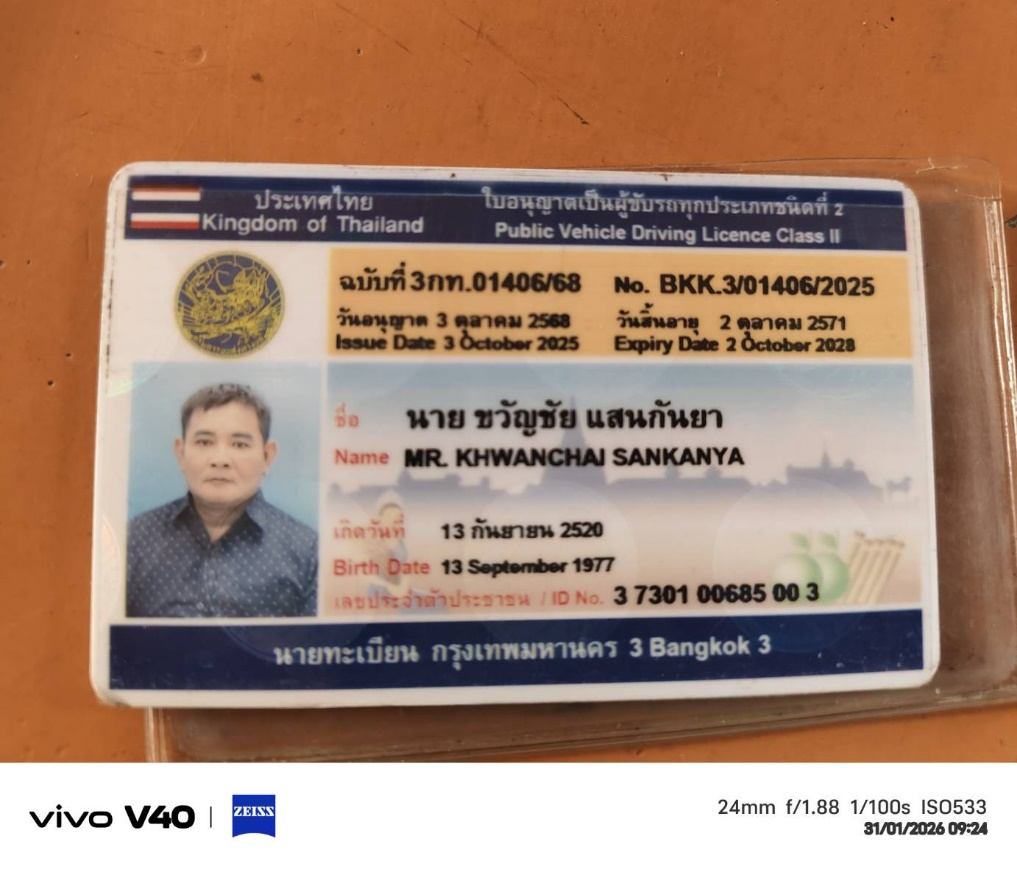 ประเทศไทย
Kingdom of Thailand
ใบอนุญาตเป็นผู้ขับรถทุกประเภทชนิดที่ 2
Public Vehicle Driving Licence Class II
ฉบับที่ 3กท.01406/68 No. BKK.3/01406/2025
วันอนุญาต 3 ตุลาคม 2568 วันสิ้นอายุ 2 ตุลาคม 2571
Issue Date 3 October 2025 Expiry Date 2 October 2028
ชื่อ นาย ขวัญชัย แสนกันยา
Name MR. KHWANCHAI SANKANYA
เกิดวันที่ 13 กันยายน 2520
Birth Date 13 September 1977
เลขประจำตัวประชาชน / ID No. 3 7301 00685 00 3
นายทะเบียน กรุงเทพมหานคร 3 Bangkok 3
vivo V40 | ZEISS
24mm f/1.88 1/100s ISO533
31/01/2026 09:24